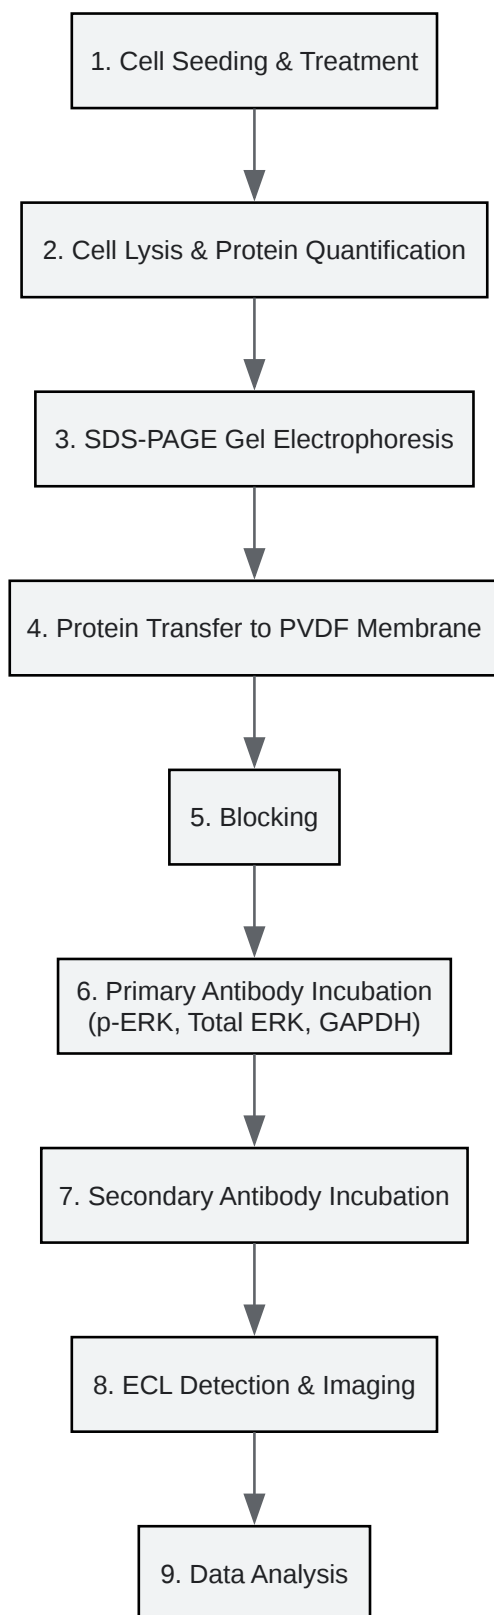 1. Cell Seeding & Treatment
2. Cell Lysis & Protein Quantification
3. SDS-PAGE Gel Electrophoresis
4. Protein Transfer to PVDF Membrane
5. Blocking
6. Primary Antibody Incubation
(p-ERK, Total ERK, GAPDH)
7. Secondary Antibody Incubation
8. ECL Detection & Imaging
9. Data Analysis